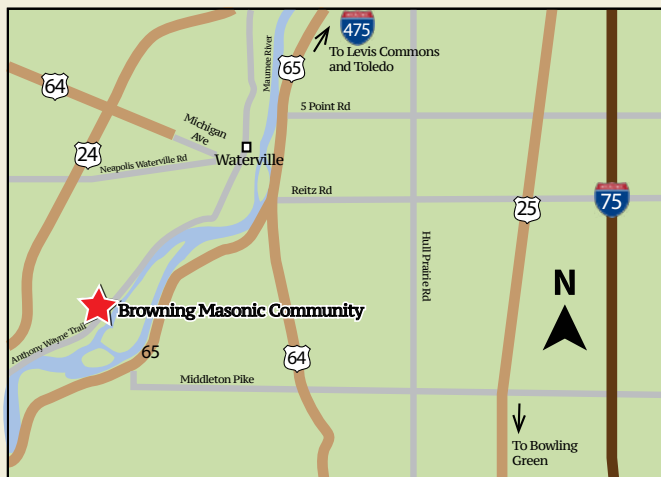 475
To Levis Commons
and Toledo
Maumee River
65
64
5 Point Rd
Michigan
Ave
24
Waterville
Neapolis Waterville Rd
Reitz Rd
25
75
Hull Prairie Rd
N
Browning Masonic Community
Anthony Wayne Trail
65
64
Middleton Pike
To Bowling
Green